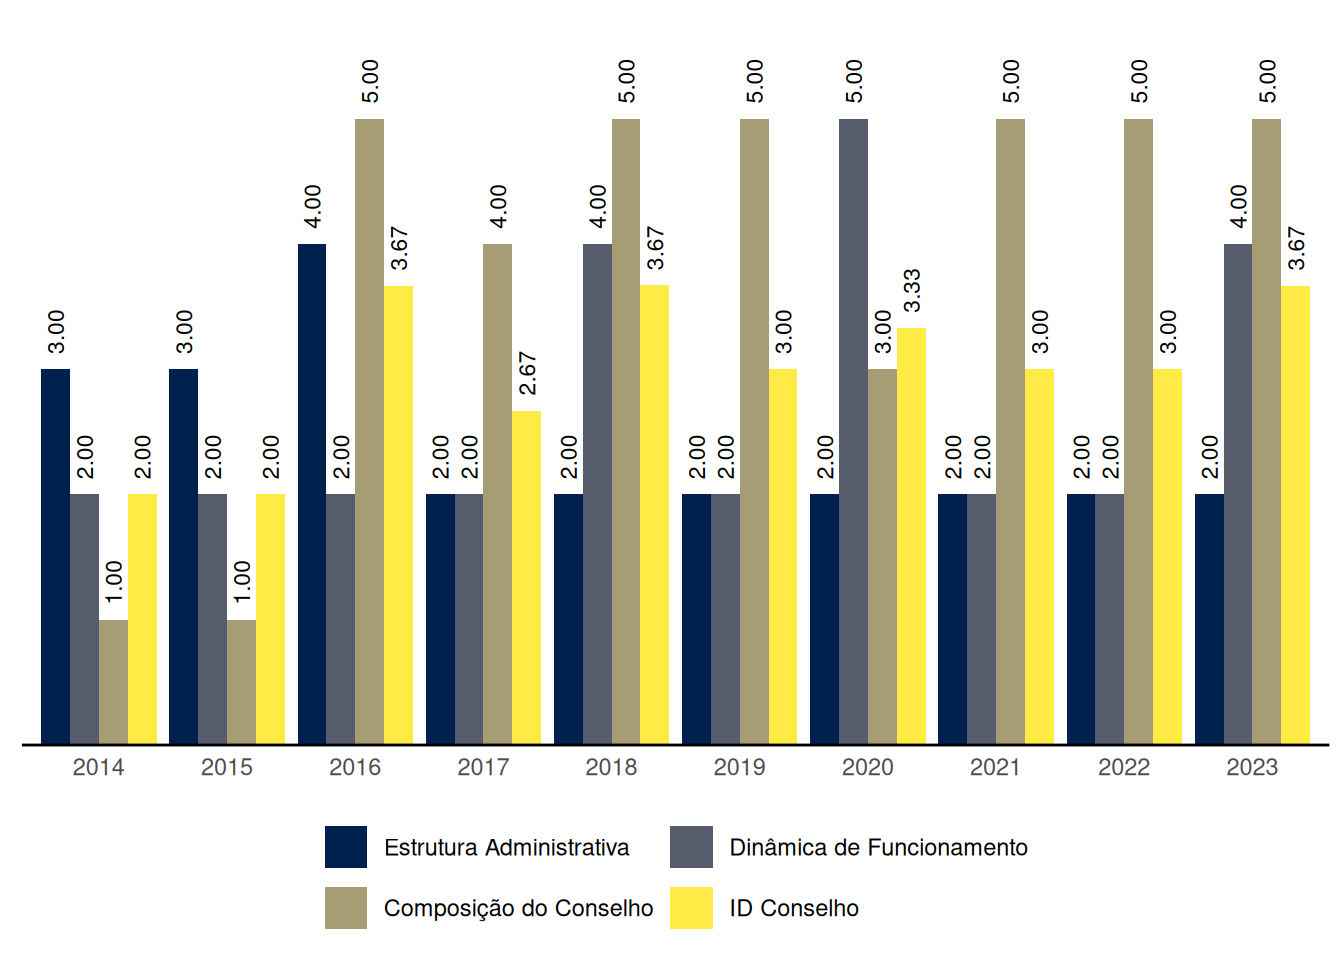 3.00 2.00 1.00 2.00
3.00 2.00 1.00 2.00
4.00 2.00 5.00 3.67
2.00 2.00 4.00 2.67
2.00 4.00 5.00 3.67
2.00 2.00 5.00 3.00
2.00 5.00 3.00 3.33
2.00 2.00 5.00 3.00
2.00 2.00 5.00 3.00
2.00 4.00 5.00 3.67
2014 2015 2016 2017 2018 2019 2020 2021 2022 2023
Estrutura Administrativa Dinâmica de Funcionamento
Composição do Conselho ID Conselho